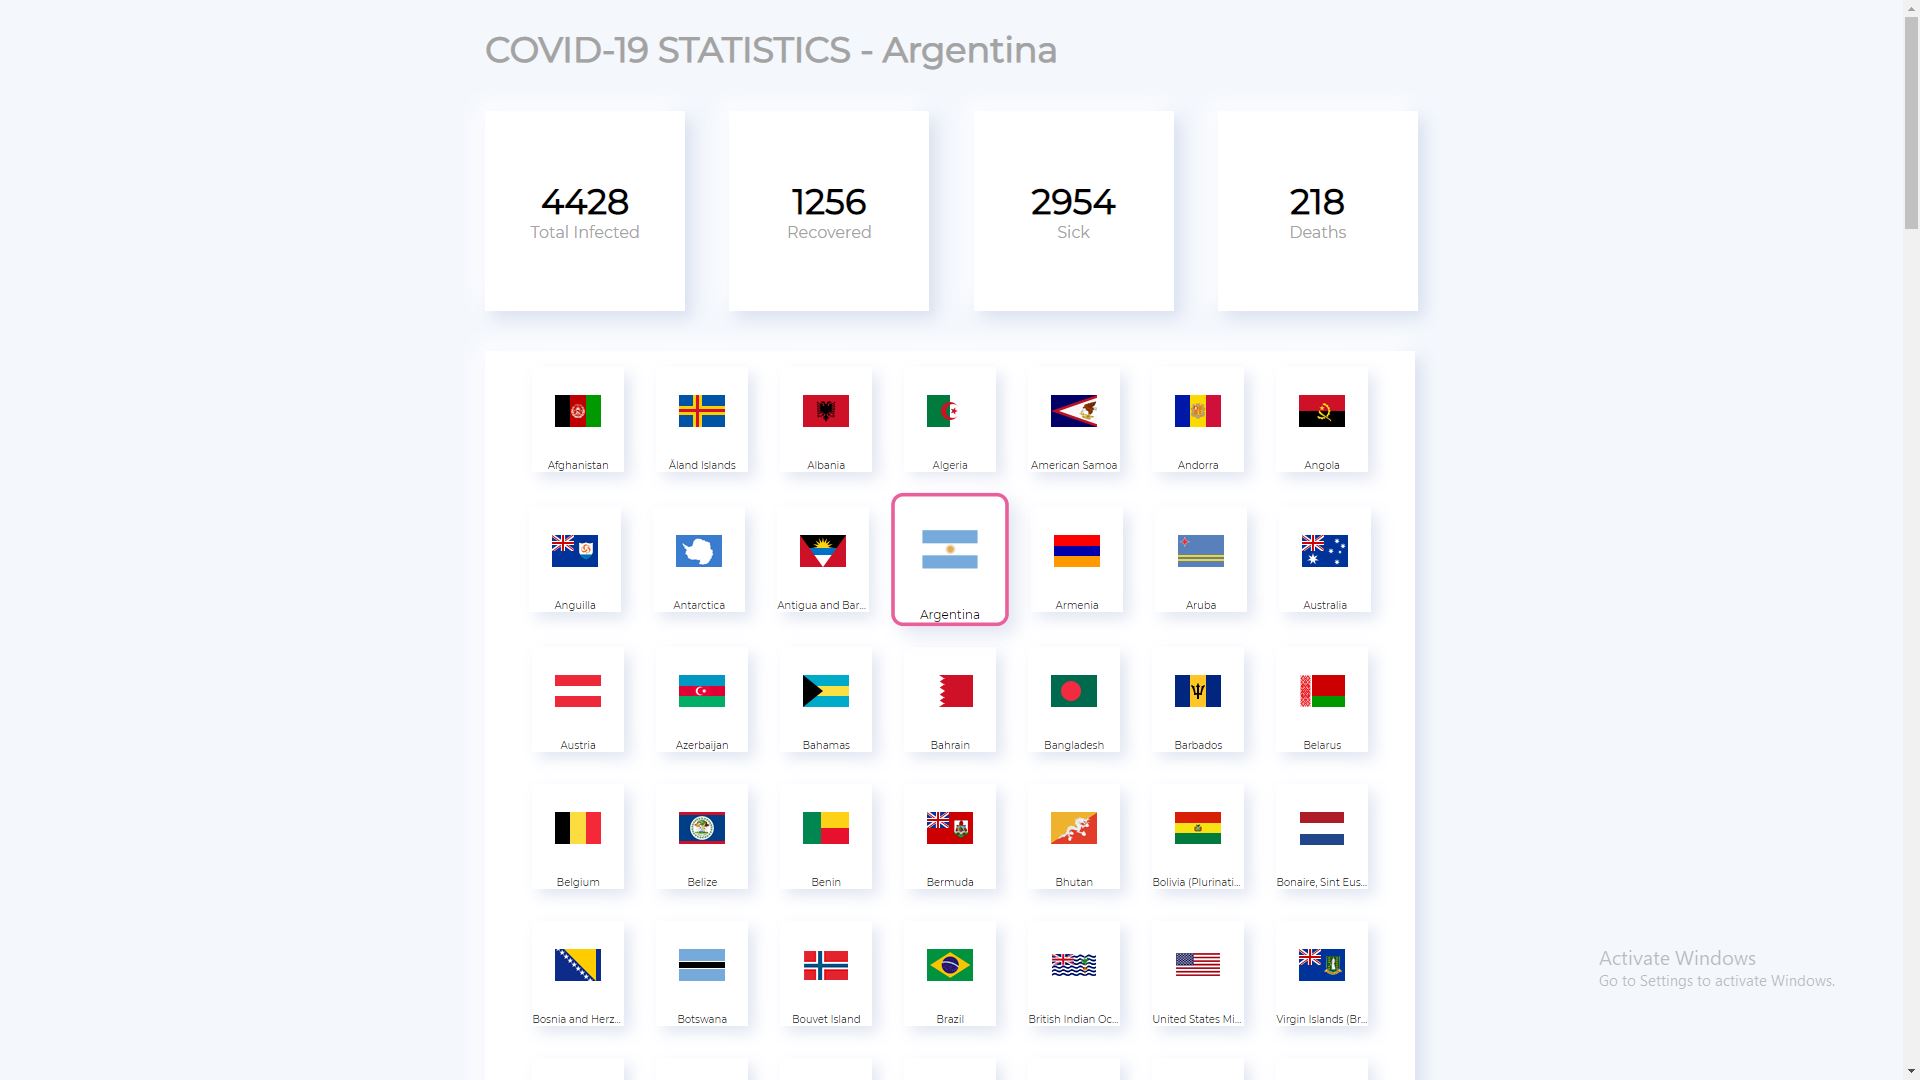 COVID-19 STATISTICS - Argentina
4428
Total Infected
1256
Recovered
2954
Sick
218
Deaths
Afghanistan
Åland Islands
Albania
Algeria
American Samoa
Andorra
Angola
Anguilla
Antarctica
Antigua and Bar...
Argentina
Armenia
Aruba
Australia
Austria
Azerbaijan
Bahamas
Bahrain
Bangladesh
Barbados
Belarus
Belgium
Belize
Benin
Bermuda
Bhutan
Bolivia (Plurinati...
Bonaire, Sint Eus...
Bosnia and Herz...
Botswana
Bouvet Island
Brazil
British Indian Oc...
United States Mi...
Virgin Islands (Br...
Activate Windows
Go to Settings to activate Windows.